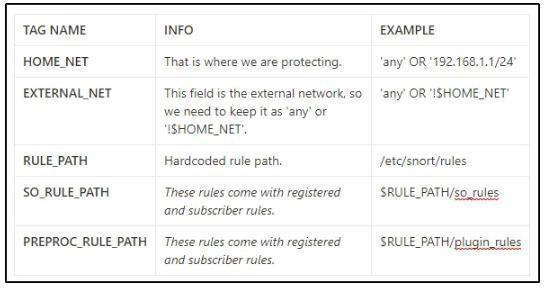 TAG NAME INFO EXAMPLE
HOME_NET That is where we are protecting. 'any' OR '192.168.1.1/24'
EXTERNAL_NET This field is the external network, so 'any' OR '!$HOME_NET'
we need to keep it as 'any' or
'!$HOME_NET'.
RULE_PATH Hardcoded rule path. /etc/snort/rules
SO_RULE_PATH These rules come with registered $RULE_PATH/so_rules
and subscriber rules.
PREPROC_RULE_PATH These rules come with registered $RULE_PATH/plugin_rules
and subscriber rules.